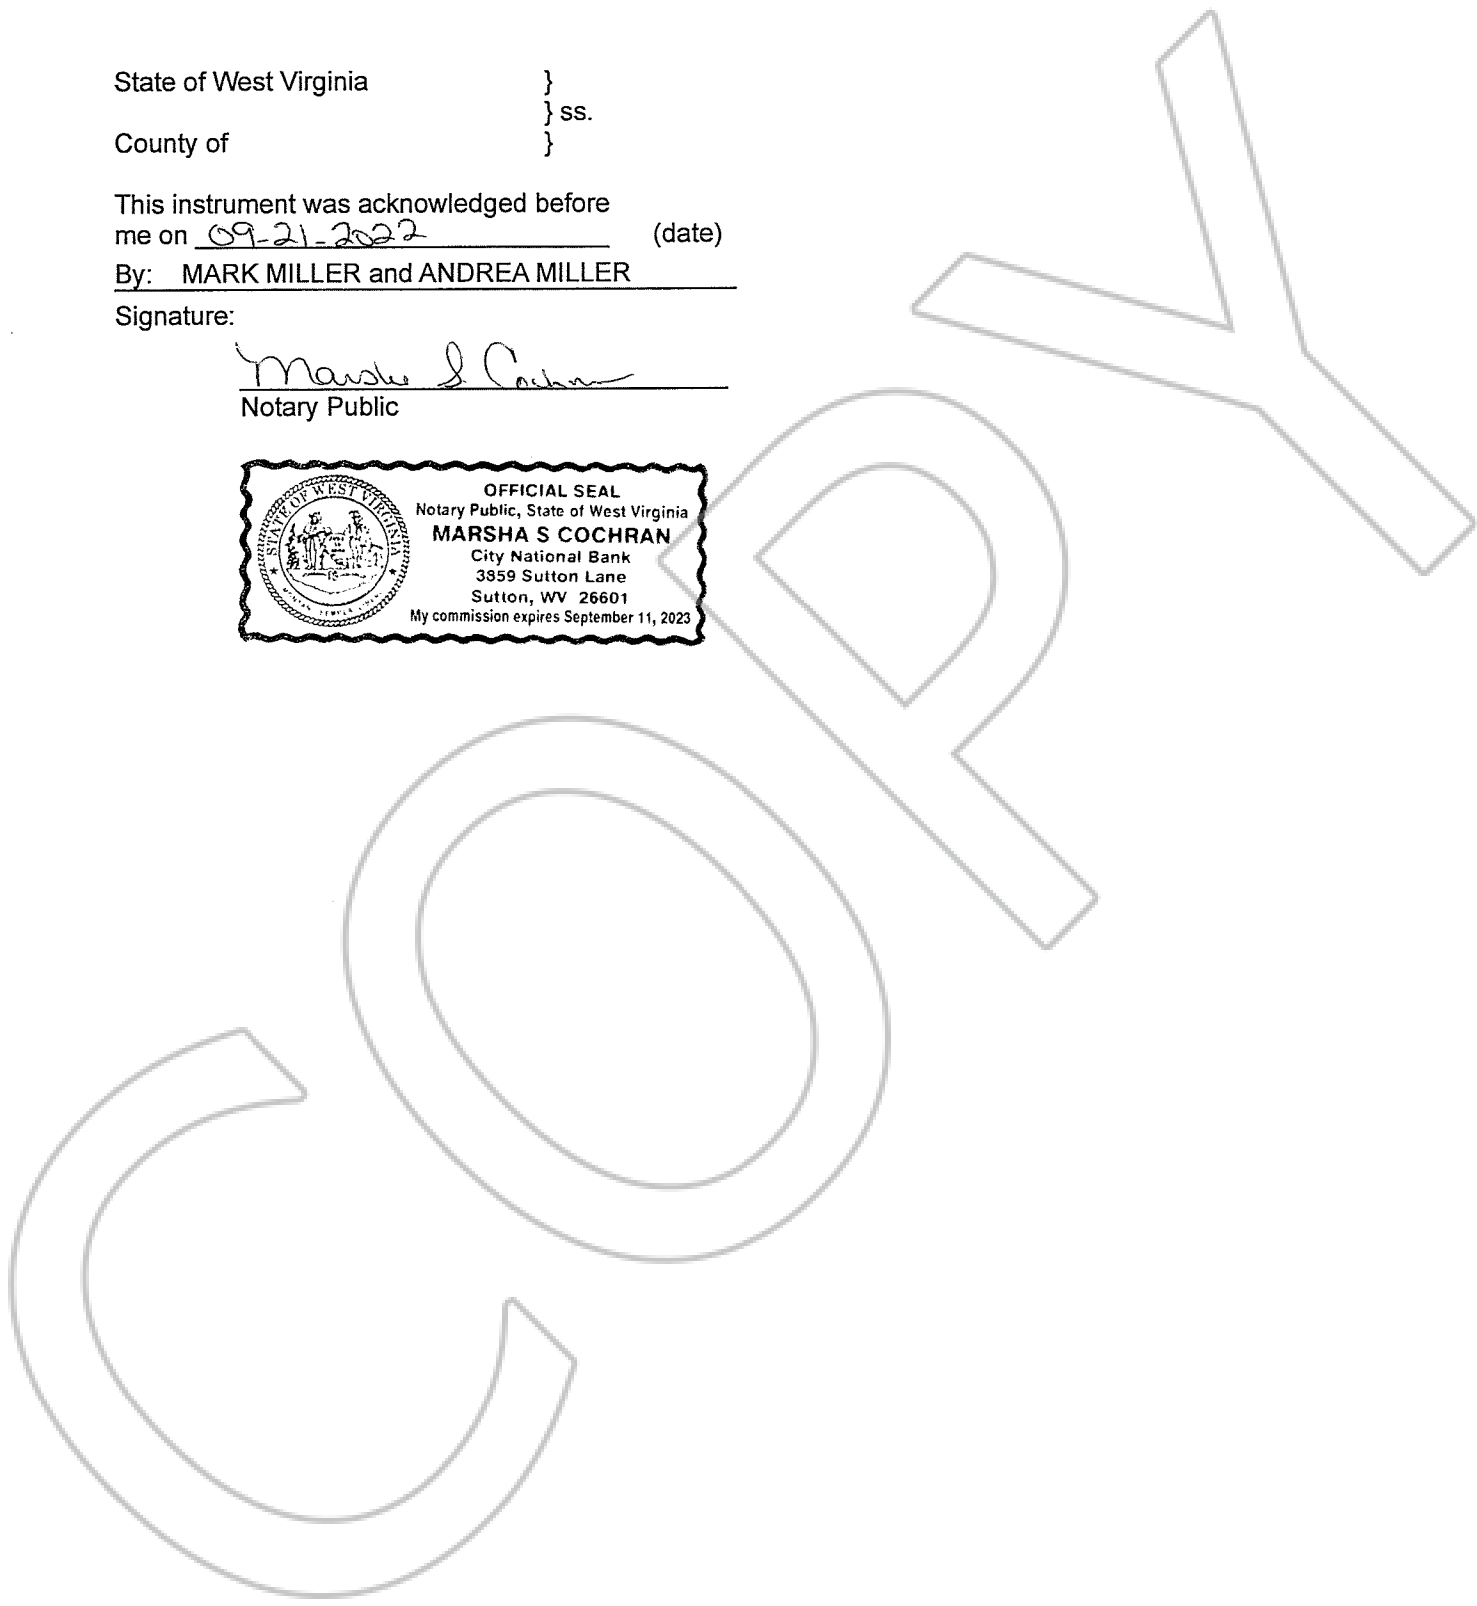 State of West Virginia }
} ss.
County of }
This instrument was acknowledged before
me on 09-21-2022 (date)
By: MARK MILLER and ANDREA MILLER
Signature:
Marsha S Cochran
Notary Public
STATE OF WEST VIRGINIA
OFFICIAL SEAL
Notary Public, State of West Virginia
MARSHA S COCHRAN
City National Bank
3859 Sutton Lane
Sutton, WV 26601
My commission expires September 11, 2023
COPY